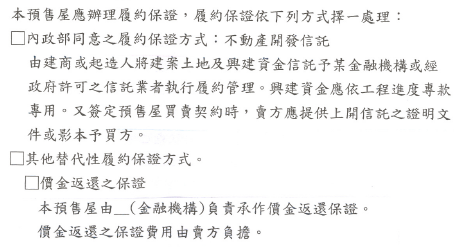 本預售屋應辦理履約保證，履約保證依下列方式擇一處理：
□內政部同意之履約保證方式：不動產開發信託
由建商或起造人將建案土地及興建資金信託予某金融機構或經
政府許可之信託業者執行履約管理。興建資金應依工程進度專款
專用。又簽定預售屋買賣契約時，賣方應提供上開信託之證明文
件或影本予買方。
□其他替代性履約保證方式。
□價金返還之保證
本預售屋由__(金融機構)負責承作價金返還保證。
價金返還之保證費用由賣方負擔。